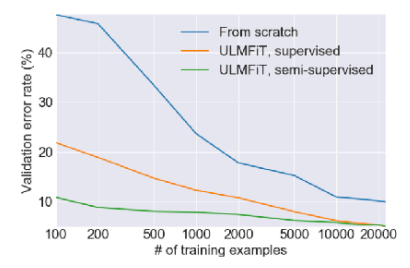 From scratch
ULMFiT, supervised
ULMFiT, semi-supervised
Validation error rate (%)
40
30
20
10
100 200 500 1000 2000 5000 10000 20000
# of training examples